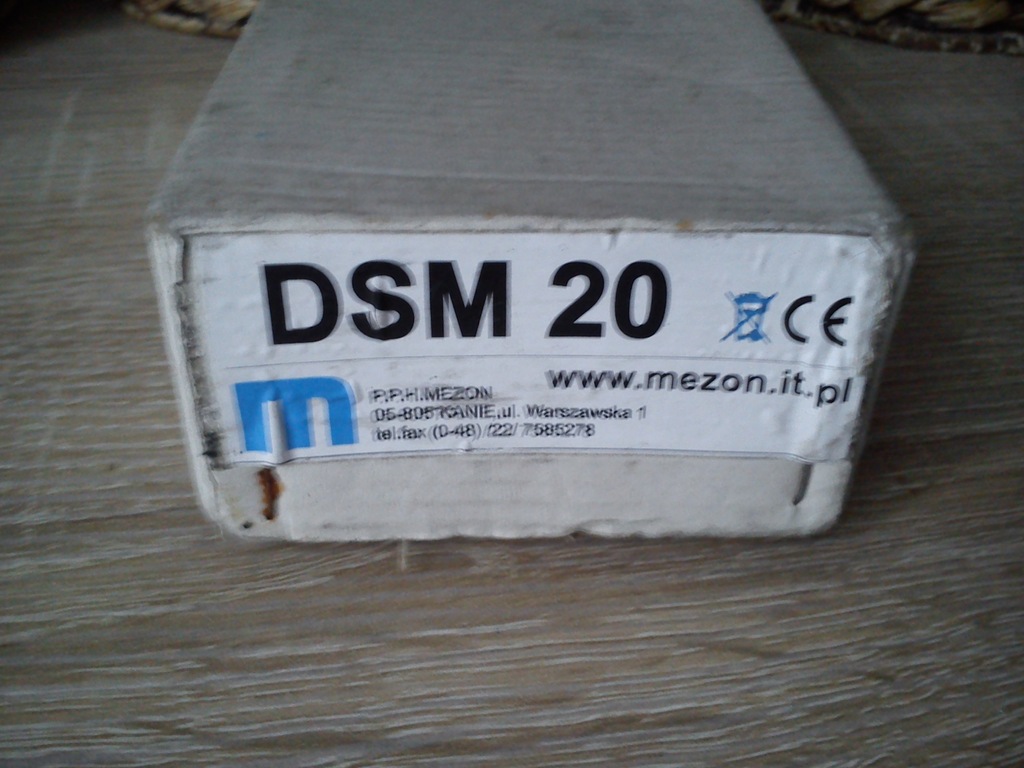 DSM 20
CE
www.mezon.it.pl
m
P.P.H.MEZON
05-805 KANIE,ul. Warszawska 1
tel.fax (0-48) /22/ 7585278